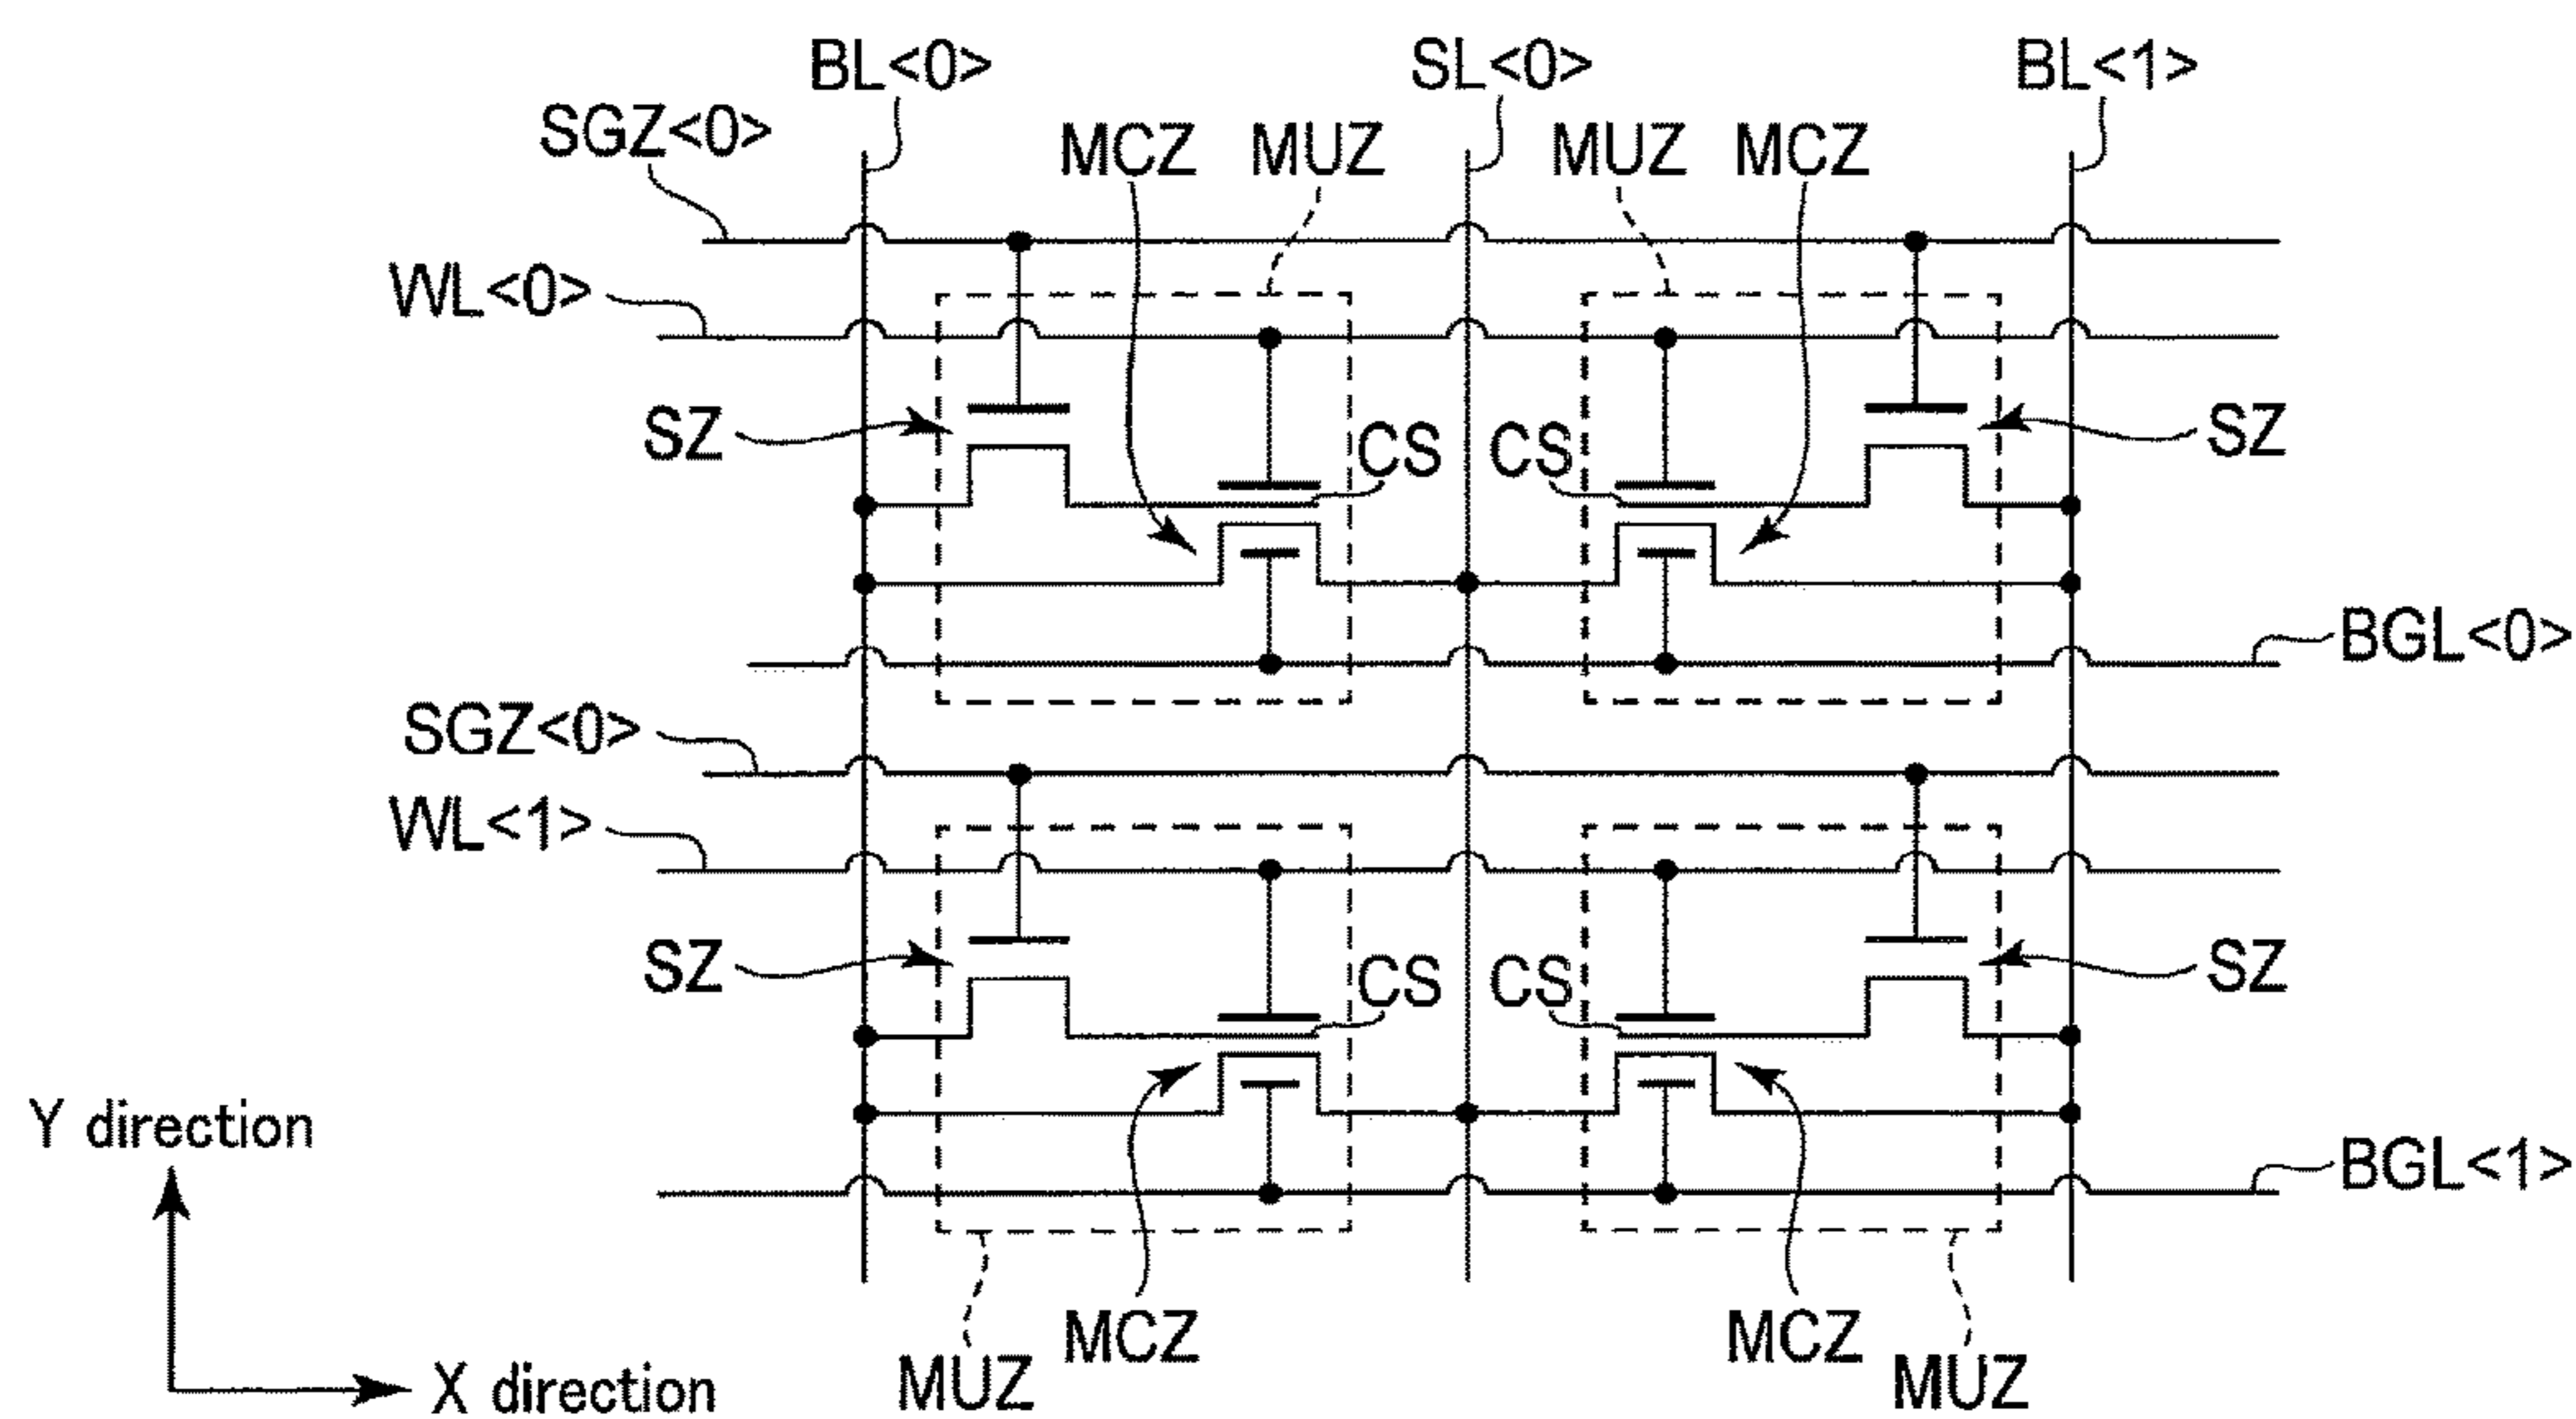 BL<0> SL<0> BL<1>
SGZ<0> MCZ MUZ MUZ MCZ
WL<0>
SZ CS CS SZ
BGL<0>
SGZ<0>
WL<1>
SZ CS CS SZ
Y direction
BGL<1>
MCZ MCZ
X direction MUZ MUZ